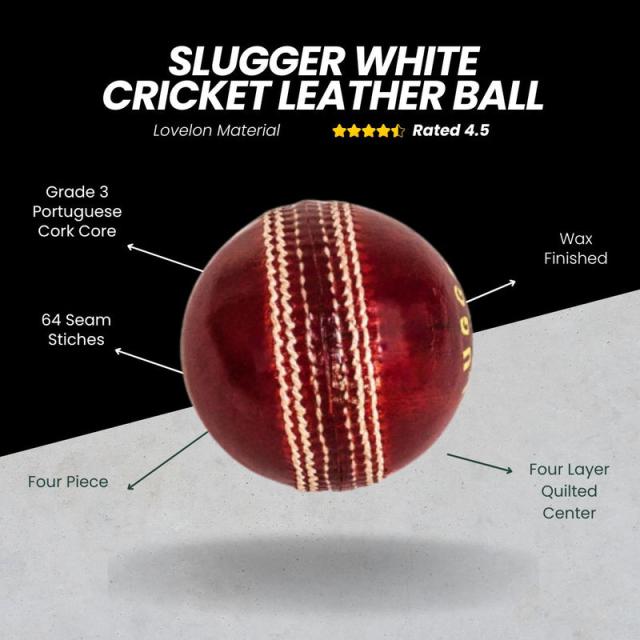 SLUGGER WHITE
CRICKET LEATHER BALL
Lovelon Material
Rated 4.5
Grade 3
Portuguese
Cork Core
Wax
Finished
64 Seam
Stiches
Four Piece
Four Layer
Quilted
Center